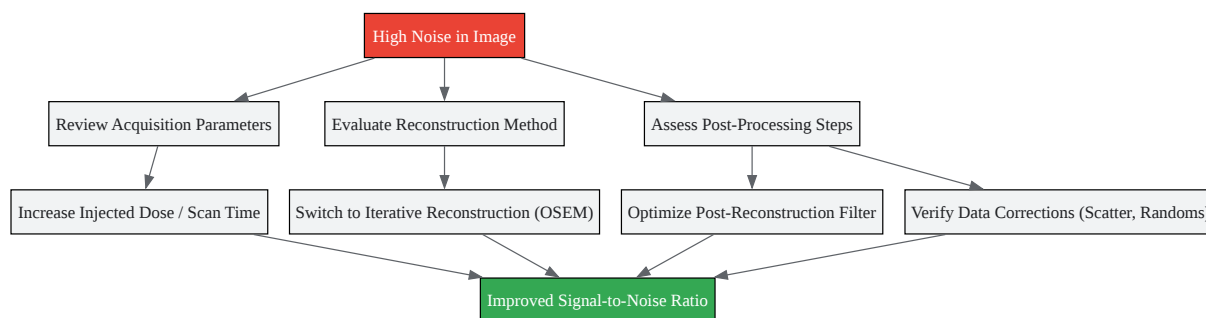 High Noise in Image
Review Acquisition Parameters
Evaluate Reconstruction Method
Assess Post-Processing Steps
Increase Injected Dose / Scan Time
Switch to Iterative Reconstruction (OSEM)
Optimize Post-Reconstruction Filter
Verify Data Corrections (Scatter, Randoms)
Improved Signal-to-Noise Ratio